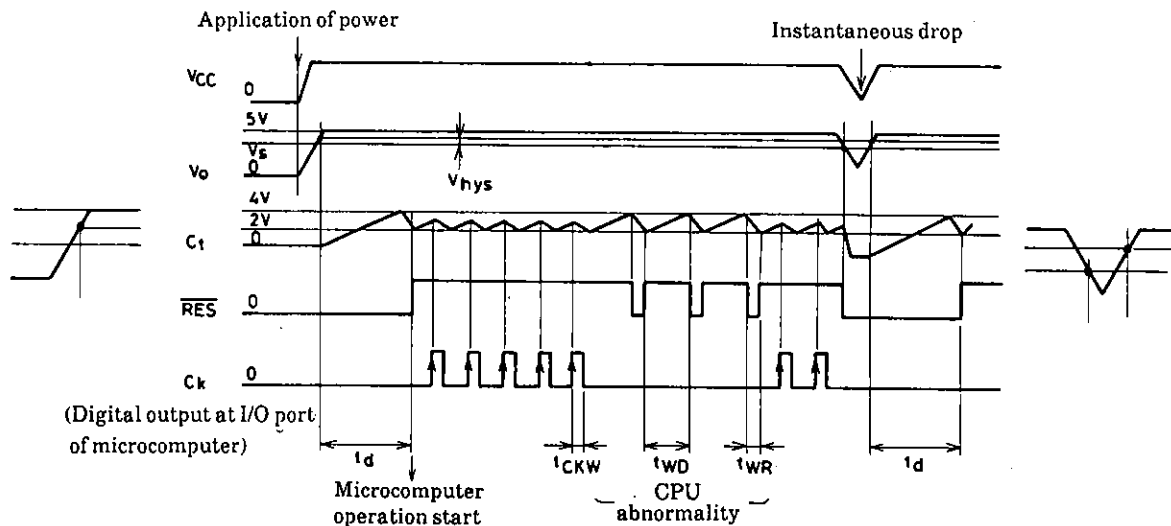 Application of power
Instantaneous drop
VCC
0
5V
Vs
Vo
0
Vhys
4V
2V
Ct
0
RES
0
Ck
0
(Digital output at I/O port
of microcomputer)
td
tCKW
tWD
tWR
td
Microcomputer
operation start
CPU
abnormality